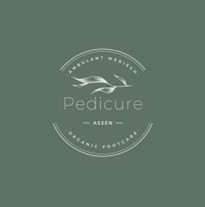 AMBULANT MEDISCH
Pedicure
ASSEN
ORGANIC FOOTCARE